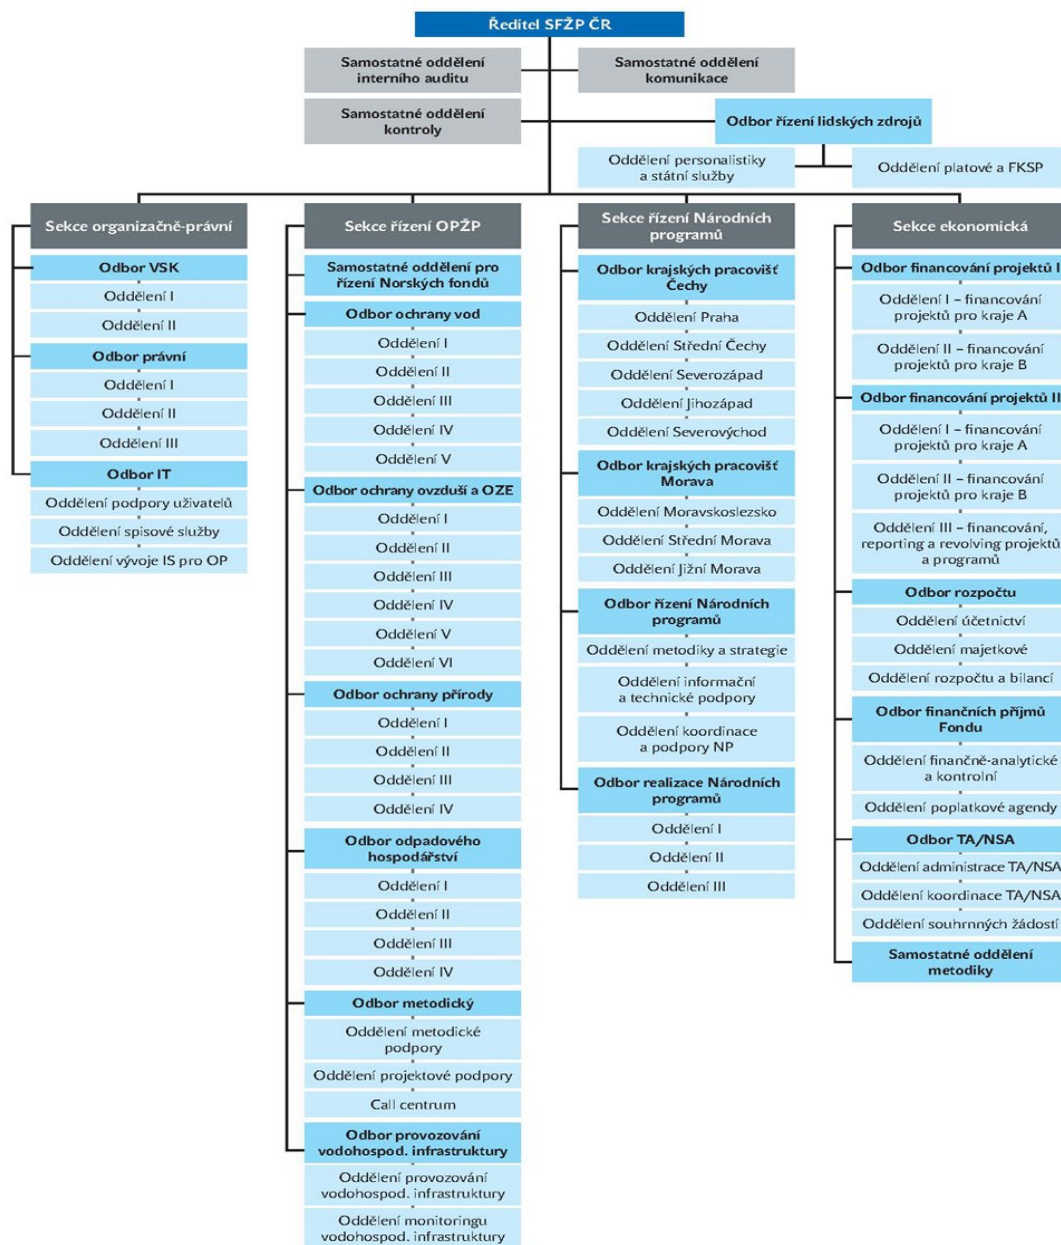 Ředitel SFŽP ČR
Samostatné oddělení
interního auditu
Samostatné oddělení
komunikace
Samostatné oddělení
kontroly
Odbor řízení lidských zdrojů
Oddělení personalistiky
a státní služby
Oddělení platové a FKSP
Sekce organizačně-právní
Odbor VSK
Oddělení I
Oddělení II
Odbor právní
Oddělení I
Oddělení II
Oddělení III
Odbor IT
Oddělení podpory uživatelů
Oddělení spisové služby
Oddělení vývoje IS pro OP
Sekce řízení OPŽP
Samostatné oddělení pro
řízení Norských fondů
Odbor ochrany vod
Oddělení I
Oddělení II
Oddělení III
Oddělení IV
Oddělení V
Odbor ochrany ovzduší a OZE
Oddělení I
Oddělení II
Oddělení III
Oddělení IV
Oddělení V
Oddělení VI
Odbor ochrany přírody
Oddělení I
Oddělení II
Oddělení III
Oddělení IV
Odbor odpadového
hospodářství
Oddělení I
Oddělení II
Oddělení III
Oddělení IV
Odbor metodický
Oddělení metodické
podpory
Oddělení projektové podpory
Call centrum
Odbor provozování
vodohospod. infrastruktury
Oddělení provozování
vodohospod. infrastruktury
Oddělení monitoringu
vodohospod. infrastruktury
Sekce řízení Národních
programů
Odbor krajských pracovišť
Čechy
Oddělení Praha
Oddělení Střední Čechy
Oddělení Severozápad
Oddělení Jihozápad
Oddělení Severovýchod
Odbor krajských pracovišť
Morava
Oddělení Moravskoslezsko
Oddělení Střední Morava
Oddělení Jižní Morava
Odbor řízení Národních
programů
Oddělení metodiky a strategie
Oddělení informační
a technické podpory
Oddělení koordinace
a podpory NP
Odbor realizace Národních
programů
Oddělení I
Oddělení II
Oddělení III
Sekce ekonomická
Odbor financování projektů I
Oddělení I – financování
projektů pro kraje A
Oddělení II – financování
projektů pro kraje B
Odbor financování projektů II
Oddělení I – financování
projektů pro kraje A
Oddělení II – financování
projektů pro kraje B
Oddělení III – financování,
reporting a revolving projektů
a programů
Odbor rozpočtu
Oddělení účetnictví
Oddělení majetkové
Oddělení rozpočtu a bilancí
Odbor finančních příjmů
Fondu
Oddělení finančně-analytické
a kontrolní
Oddělení poplatkové agendy
Odbor TA/NSA
Oddělení administrace TA/NSA
Oddělení koordinace TA/NSA
Oddělení souhrnných žádostí
Samostatné oddělení
metodiky